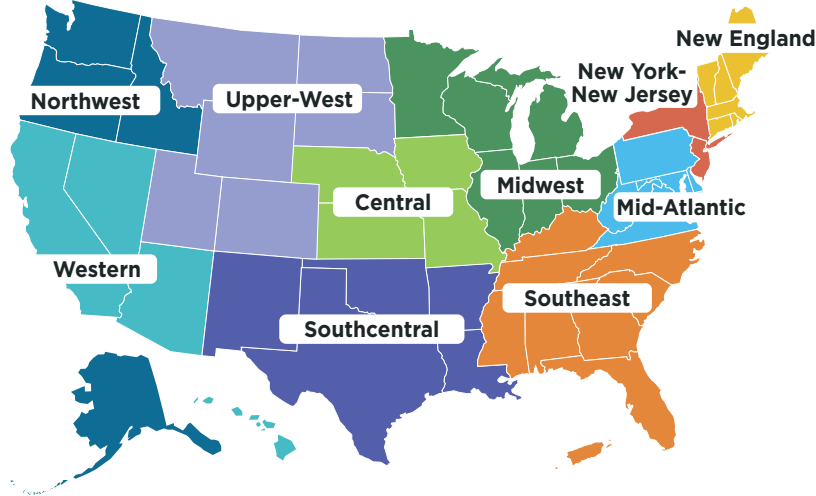 New England
New York-
New Jersey
Northwest
Upper-West
Midwest
Central
Mid-Atlantic
Western
Southeast
Southcentral